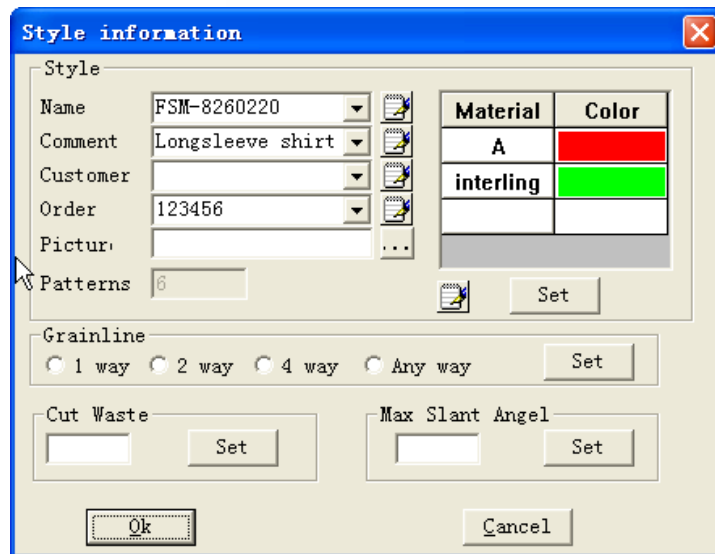 Style information
Style
Name FSM-8260220
Comment Longsleeve shirt
Customer
Order 123456
Pictur
...
Patterns 6
Material Color
A
interling
Set
Grainline
1 way 2 way 4 way Any way Set
Cut Waste
Set
Max Slant Angel
Set
Ok Cancel